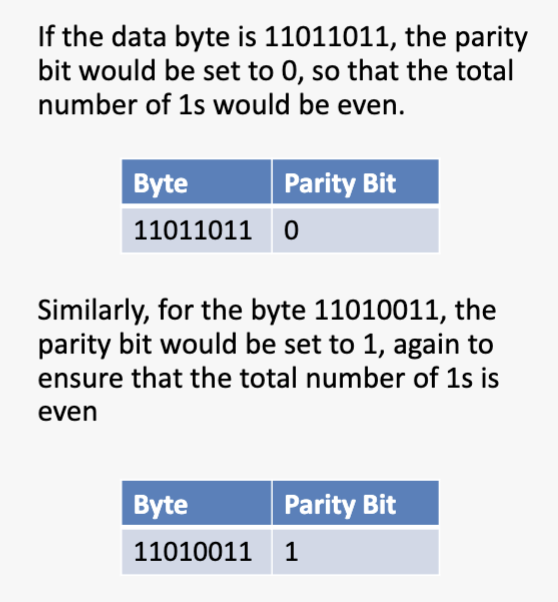 If the data byte is 11011011, the parity
bit would be set to 0, so that the total
number of 1s would be even.
Byte Parity Bit
11011011 0
Similarly, for the byte 11010011, the
parity bit would be set to 1, again to
ensure that the total number of 1s is
even
Byte Parity Bit
11010011 1